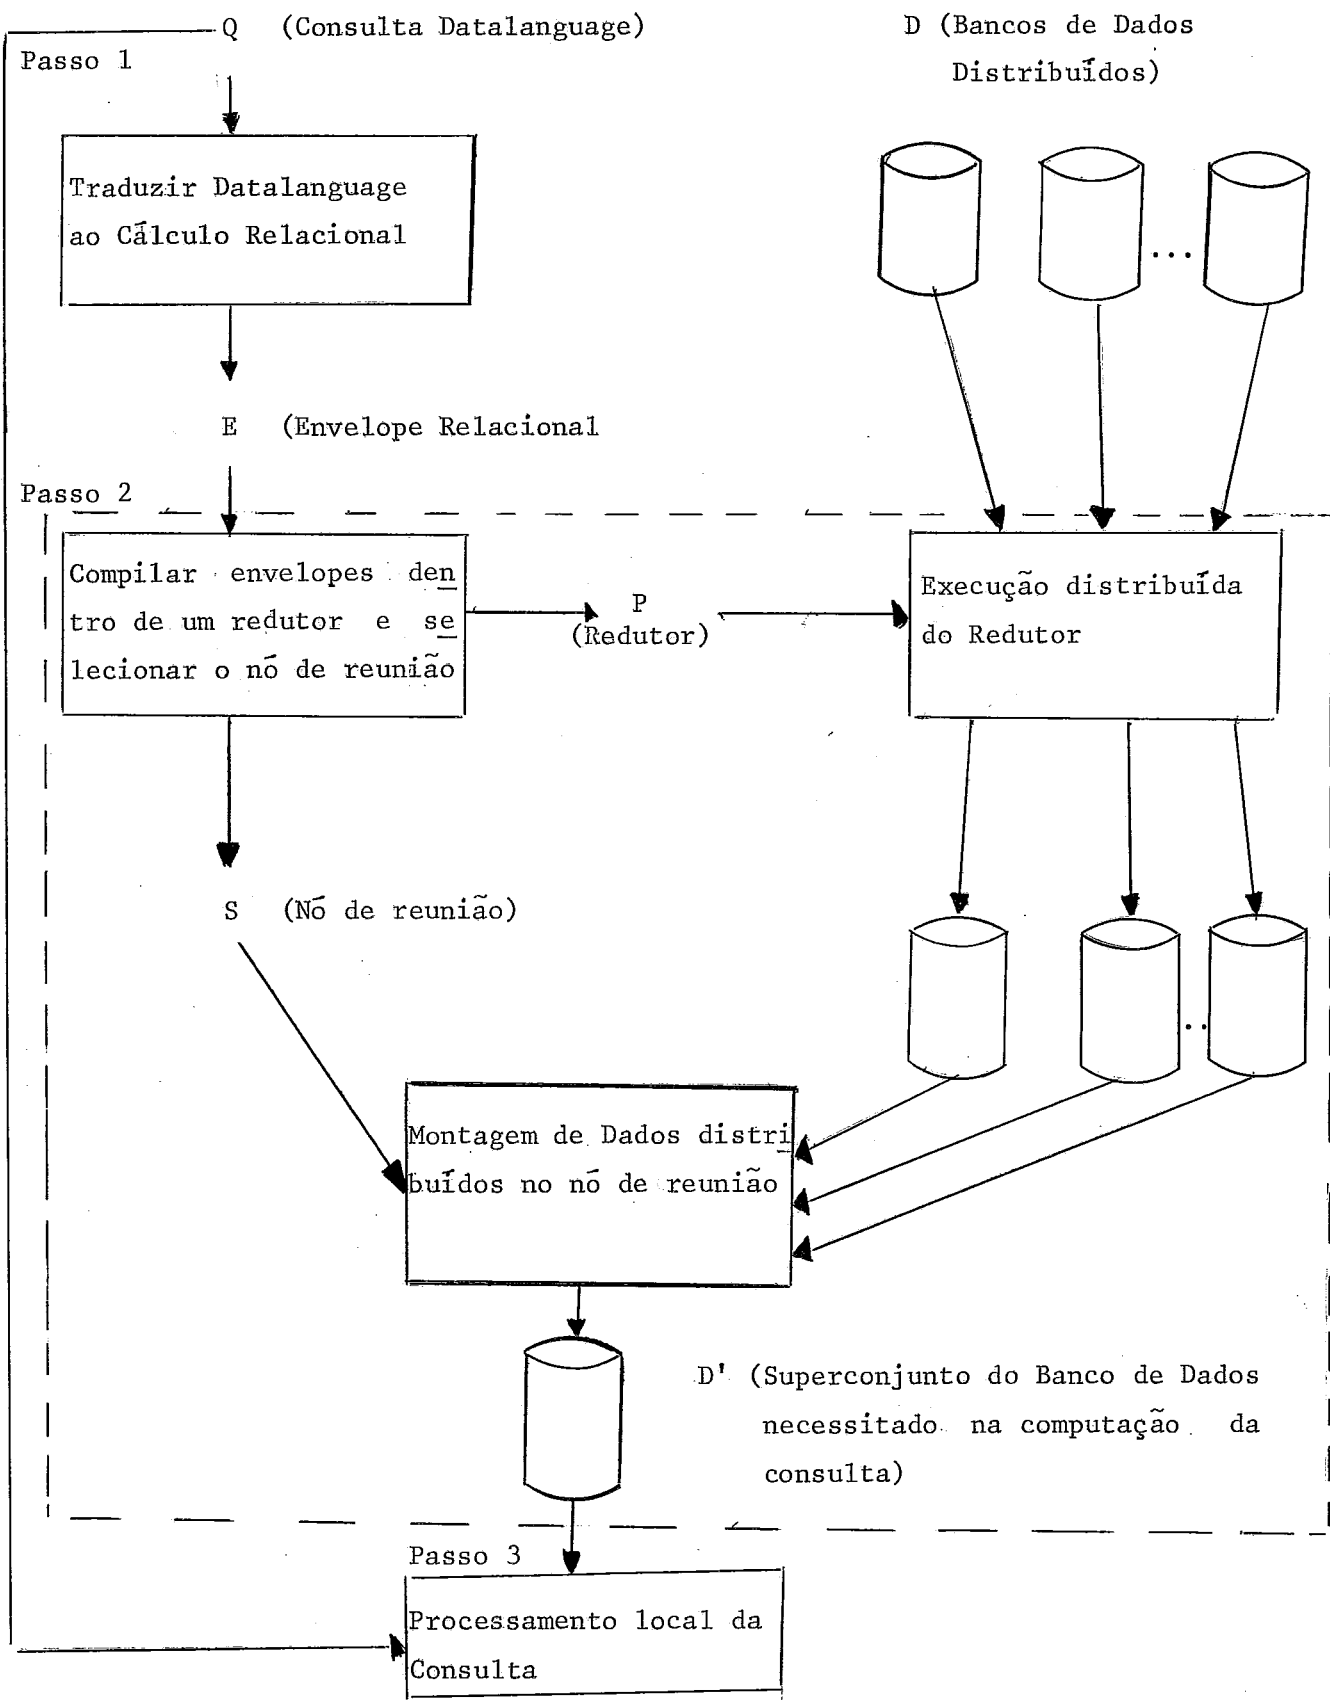 Q (Consulta Datalanguage)
D (Bancos de Dados
Distribuídos)
Passo 1
Traduzir Datalanguage
ao Cálculo Relacional
...
E (Envelope Relacional
Passo 2
Compilar envelopes den
tro de um redutor e se
lecionar o nó de reunião
P
(Redutor)
Execução distribuída
do Redutor
S (Nó de reunião)
..
Montagem de Dados distri
buídos no nó de reunião
D' (Superconjunto do Banco de Dados
necessitado na computação da
consulta)
Passo 3
Processamento local da
Consulta